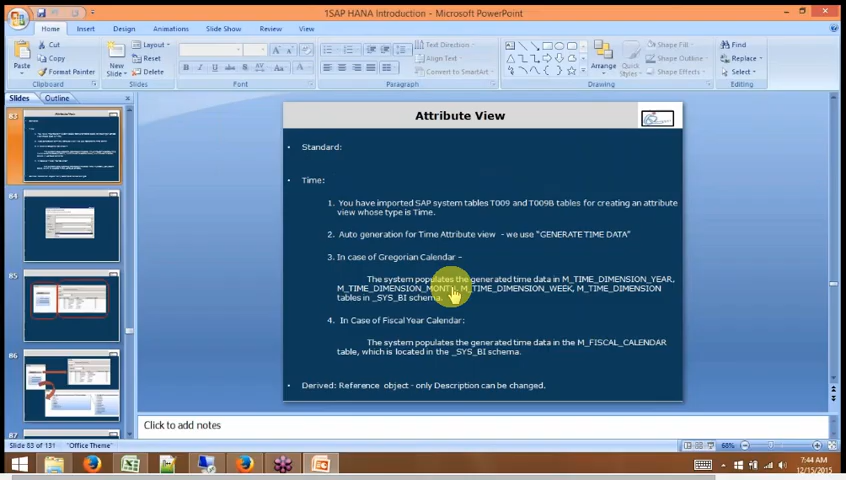 1SAP HANA Introduction - Microsoft PowerPoint
Home Insert Design Animations Slideshow Review View
Cut
Copy
Format Painter
Paste
Clipboard
New
Slide
Layout
Reset
Delete
Slides
Font
Paragraph
Text Direction
Align Text
Convert to SmartArt
Arrange
Quick
Styles
Shape Fill
Shape Outline
Shape Effects
Drawing
Find
Replace
Select
Editing
Slides Outline
83
84
85
86
87
Attribute View
• Standard:
• Time:
1. You have imported SAP system tables T009 and T009B tables for creating an attribute
view whose type is Time.
2. Auto generation for Time Attribute view - we use "GENERATE TIME DATA"
3. In case of Gregorian Calendar –
The system populates the generated time data in M_TIME_DIMENSION_YEAR,
M_TIME_DIMENSION_MONTH, M_TIME_DIMENSION_WEEK, M_TIME_DIMENSION
tables in _SYS_BI schema.
4. In Case of Fiscal Year Calendar:
The system populates the generated time data in the M_FISCAL_CALENDAR
table, which is located in the _SYS_BI schema.
• Derived: Reference object - only Description can be changed.
Click to add notes
Slide 83 of 131
"Office Theme"
68%
7:44 AM
12/15/2015